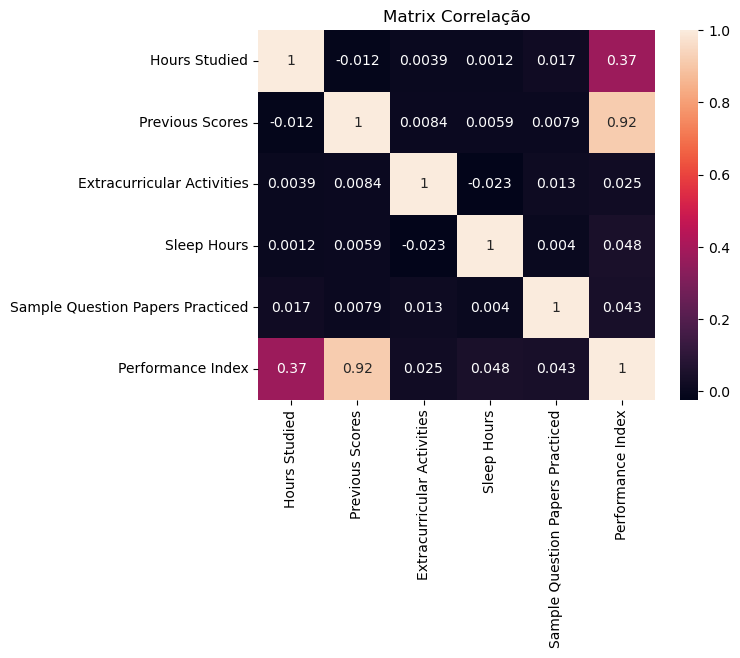 Matrix Correlação
Hours Studied 1 -0.012 0.0039 0.0012 0.017 0.37
Previous Scores -0.012 1 0.0084 0.0059 0.0079 0.92
Extracurricular Activities 0.0039 0.0084 1 -0.023 0.013 0.025
Sleep Hours 0.0012 0.0059 -0.023 1 0.004 0.048
Sample Question Papers Practiced 0.017 0.0079 0.013 0.004 1 0.043
Performance Index 0.37 0.92 0.025 0.048 0.043 1
Hours Studied
Previous Scores
Extracurricular Activities
Sleep Hours
Sample Question Papers Practiced
Performance Index
1.0
0.8
0.6
0.4
0.2
0.0